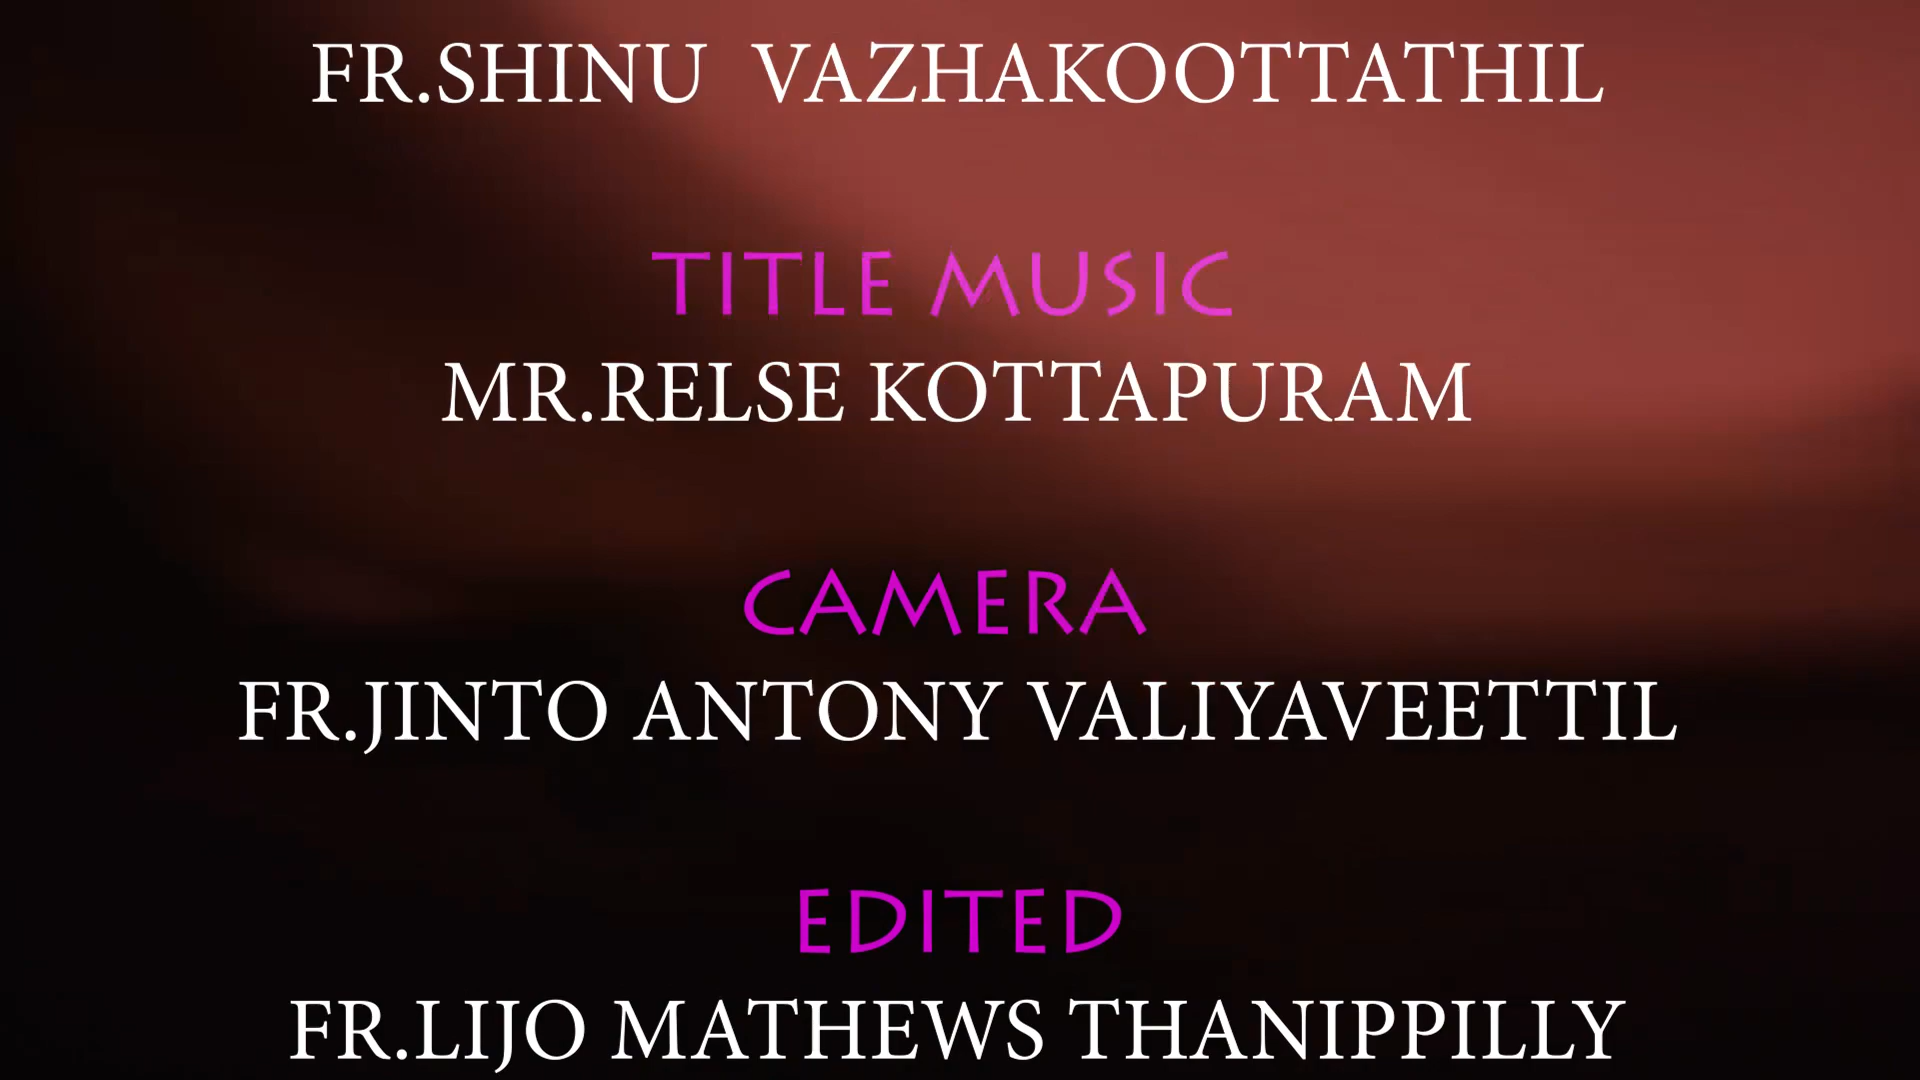 FR.SHINU VAZHAKOOTTATHIL
TITLE MUSIC
MR.RELSE KOTTAPURAM
CAMERA
FR.JINTO ANTONY VALIYAVEETTIL
EDITED
FR.LIJO MATHEWS THANIPPILLY